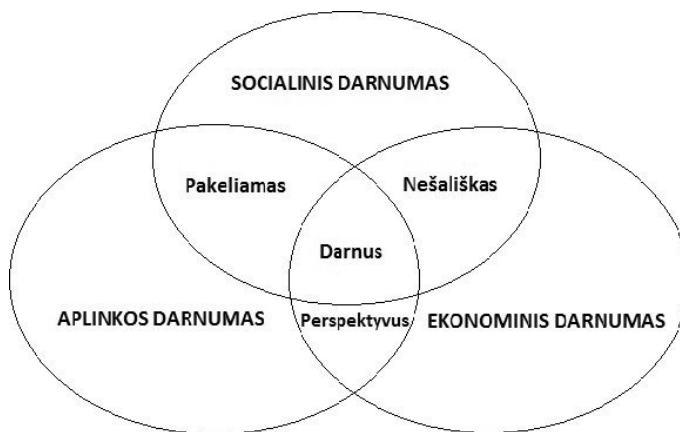 SOCIALINIS DARNUMAS
Pakeliamas
Nešališkas
Darnus
APLINKOS DARNUMAS
Perspektyvus
EKONOMINIS DARNUMAS